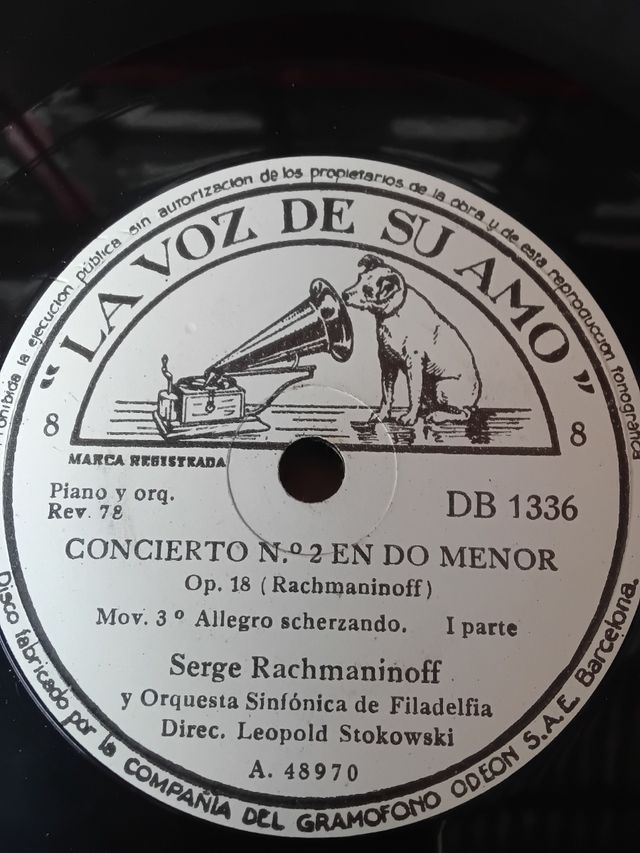 Prohibida la ejecución pública sin autorización de los propietarios de la obra y de esta reproducción fonográfica
"LA VOZ DE SU AMO"
8 8
MARCA REGISTRADA
Piano y orq.
Rev. 78
DB 1336
CONCIERTO N.º 2 EN DO MENOR
Op. 18 (Rachmaninoff)
Mov. 3º Allegro scherzando. I parte
Serge Rachmaninoff
y Orquesta Sinfónica de Filadelfia
Direc. Leopold Stokowski
A. 48970
Disco fabricado por la COMPAÑÍA DEL GRAMOFONO ODEON S.A.E. Barcelona.